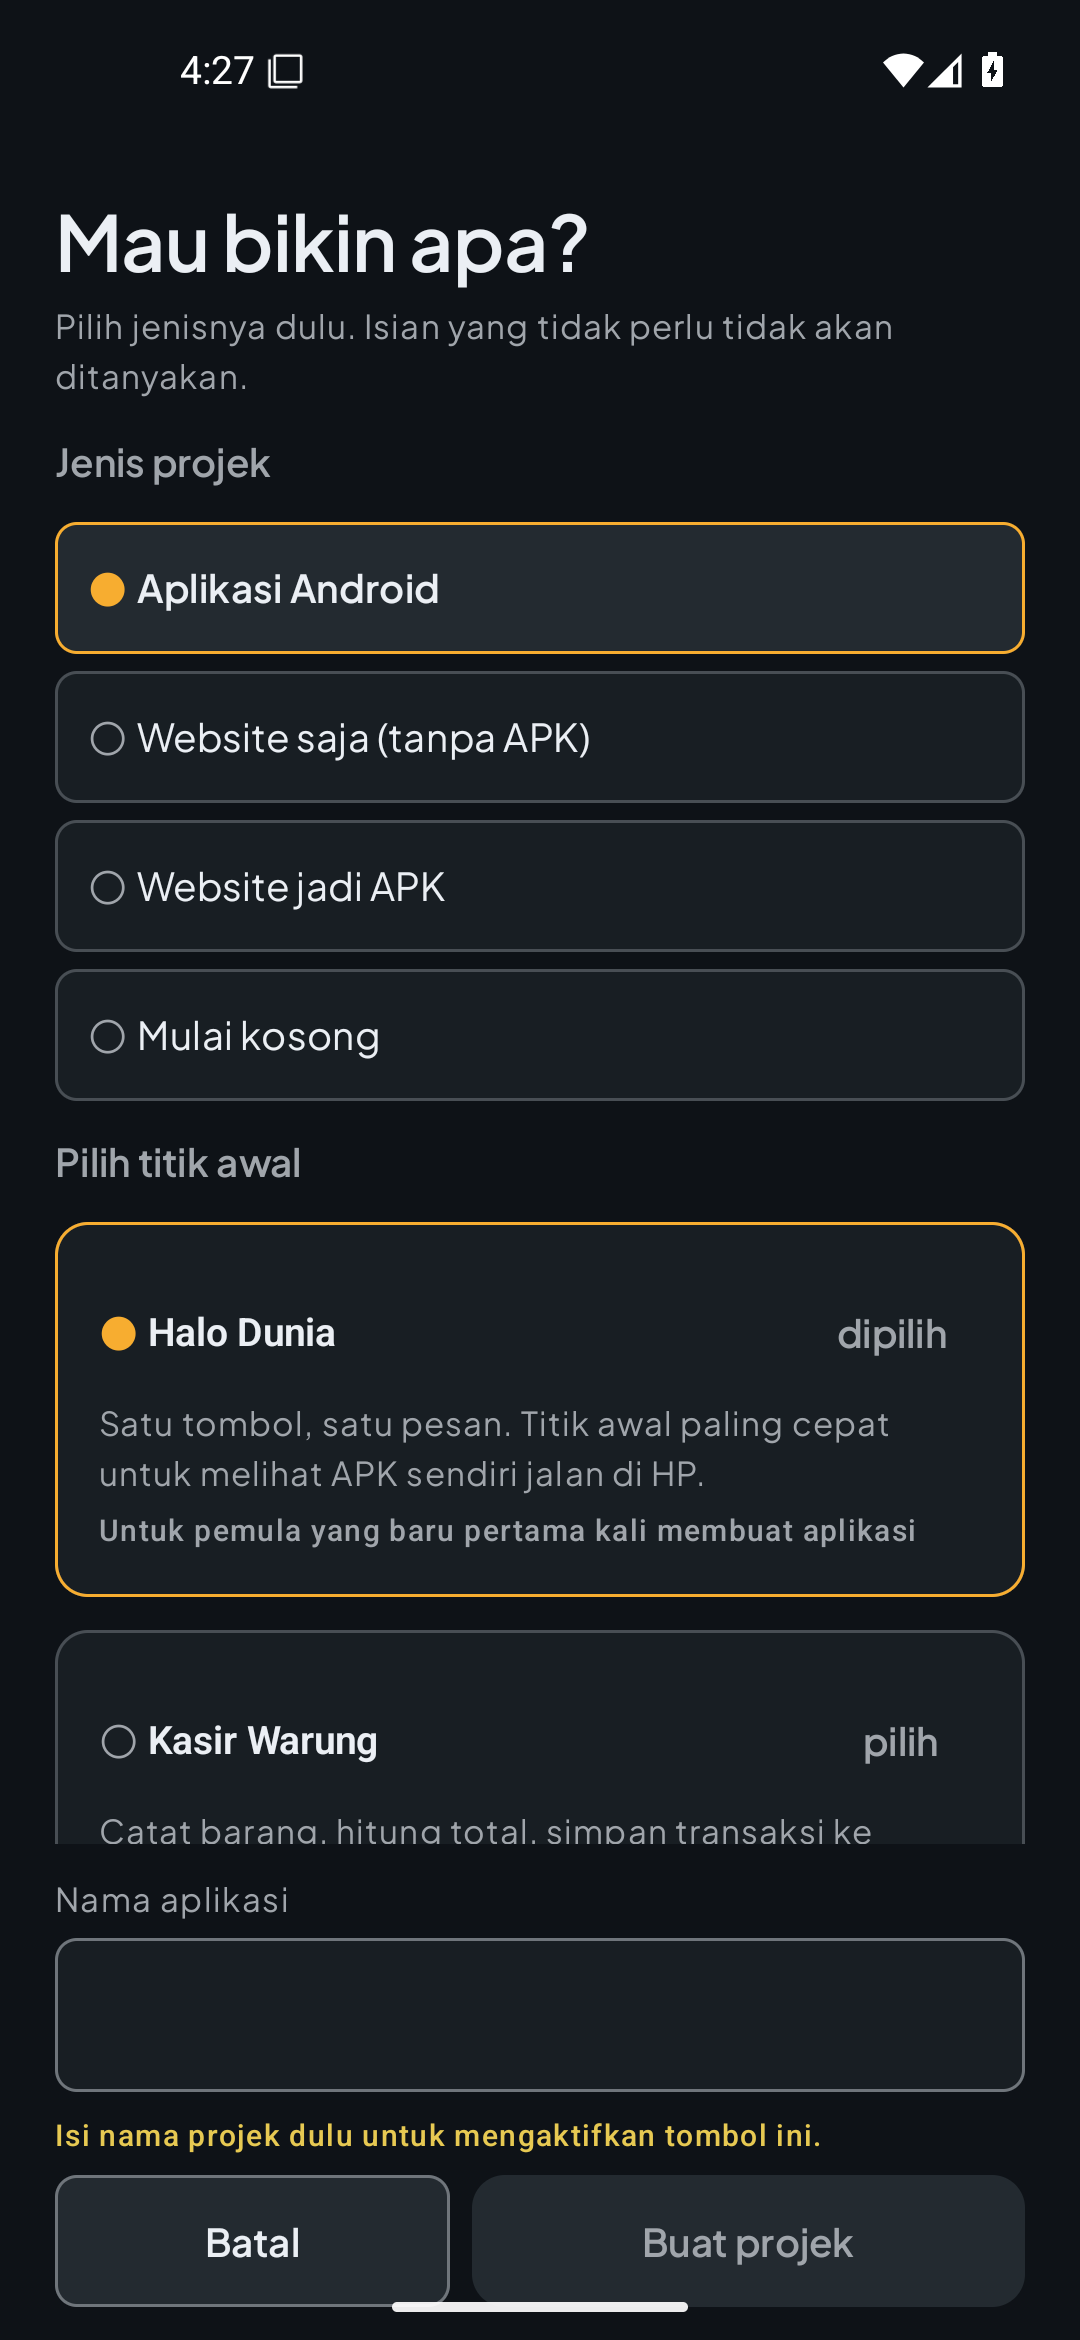 4:27
Mau bikin apa?
Pilih jenisnya dulu. Isian yang tidak perlu tidak akan
ditanyakan.
Jenis projek
Aplikasi Android
Website saja (tanpa APK)
Website jadi APK
Mulai kosong
Pilih titik awal
Halo Dunia
dipilih
Satu tombol, satu pesan. Titik awal paling cepat
untuk melihat APK sendiri jalan di HP.
Untuk pemula yang baru pertama kali membuat aplikasi
Kasir Warung
pilih
Catat barang, hitung total, simpan transaksi ke
Nama aplikasi
Isi nama projek dulu untuk mengaktifkan tombol ini.
Batal
Buat projek